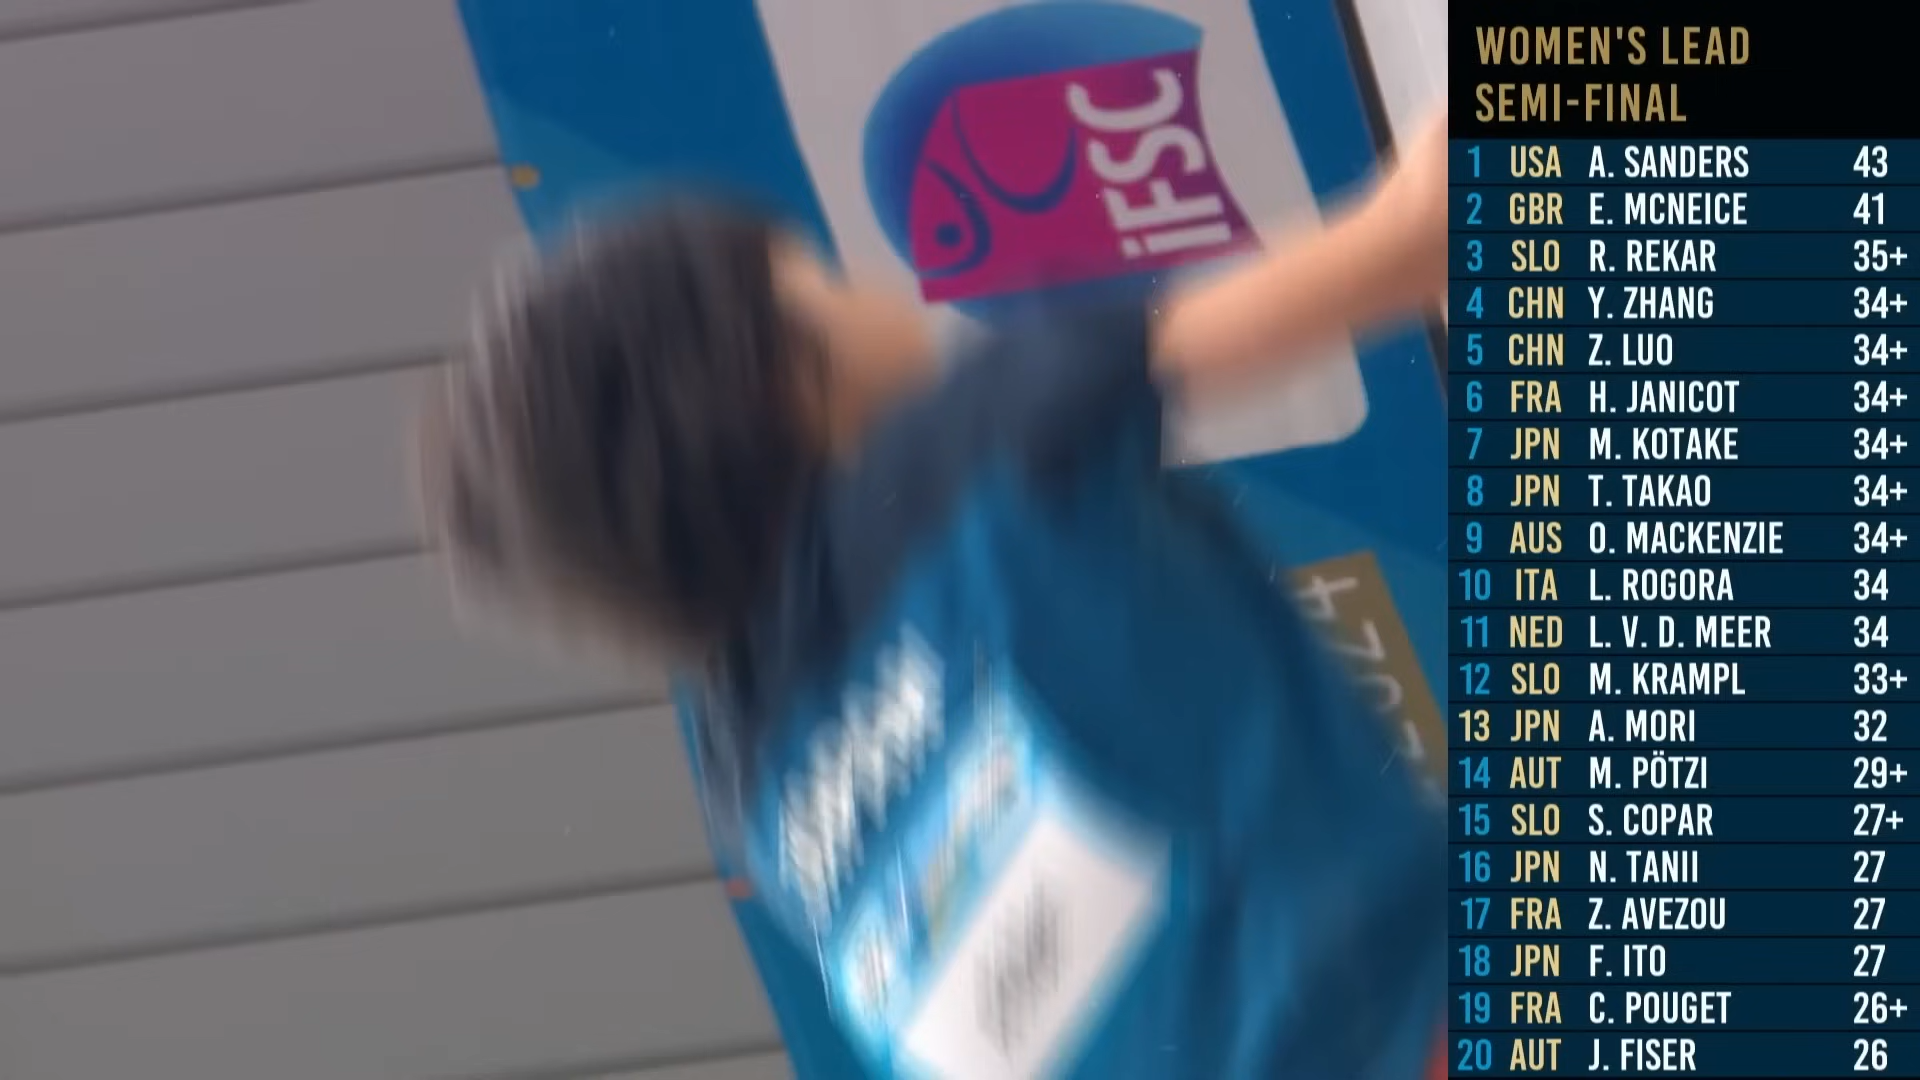 iFSC
2024
WOMEN'S LEAD
SEMI-FINAL
1 USA A. SANDERS 43
2 GBR E. MCNEICE 41
3 SLO R. REKAR 35+
4 CHN Y. ZHANG 34+
5 CHN Z. LUO 34+
6 FRA H. JANICOT 34+
7 JPN M. KOTAKE 34+
8 JPN T. TAKAO 34+
9 AUS O. MACKENZIE 34+
10 ITA L. ROGORA 34
11 NED L. V. D. MEER 34
12 SLO M. KRAMPL 33+
13 JPN A. MORI 32
14 AUT M. PÖTZI 29+
15 SLO S. COPAR 27+
16 JPN N. TANII 27
17 FRA Z. AVEZOU 27
18 JPN F. ITO 27
19 FRA C. POUGET 26+
20 AUT J. FISER 26